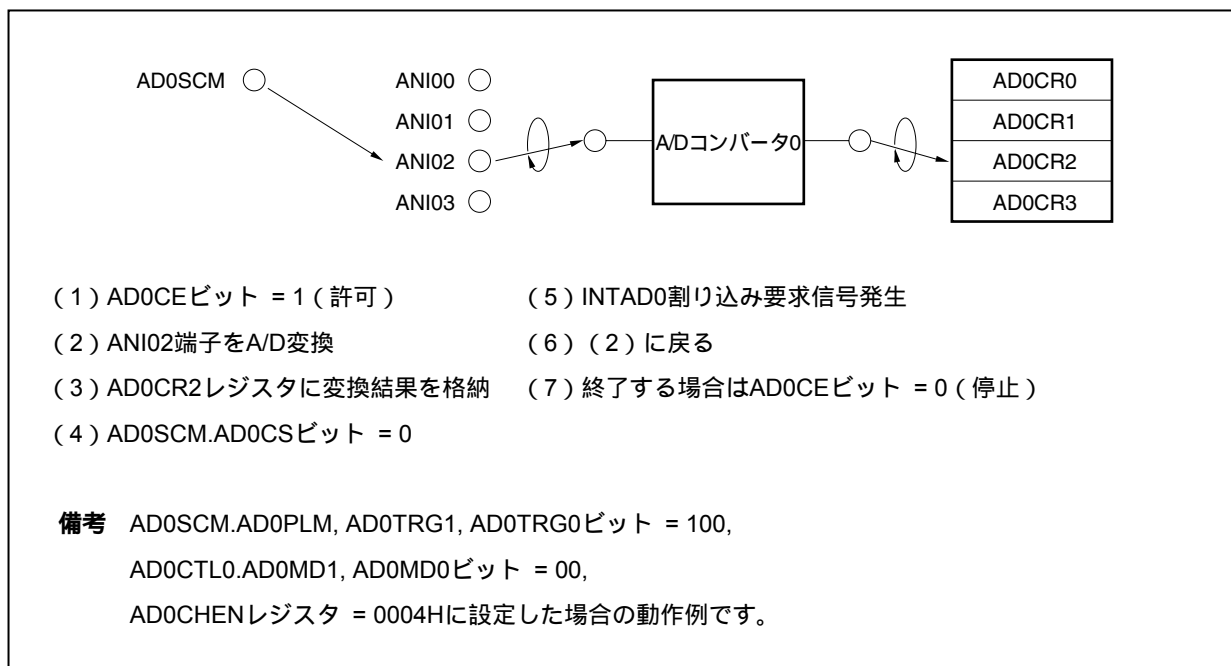 AD0SCM
ANI00
ANI01
ANI02
ANI03
A/Dコンバータ0
AD0CR0
AD0CR1
AD0CR2
AD0CR3
（1）AD0CEビット = 1（許可）
（2）ANI02端子をA/D変換
（3）AD0CR2レジスタに変換結果を格納
（4）AD0SCM.AD0CSビット = 0
（5）INTAD0割り込み要求信号発生
（6）（2）に戻る
（7）終了する場合はAD0CEビット = 0（停止）
備考 AD0SCM.AD0PLM, AD0TRG1, AD0TRG0ビット = 100,
AD0CTL0.AD0MD1, AD0MD0ビット = 00,
AD0CHENレジスタ = 0004Hに設定した場合の動作例です。